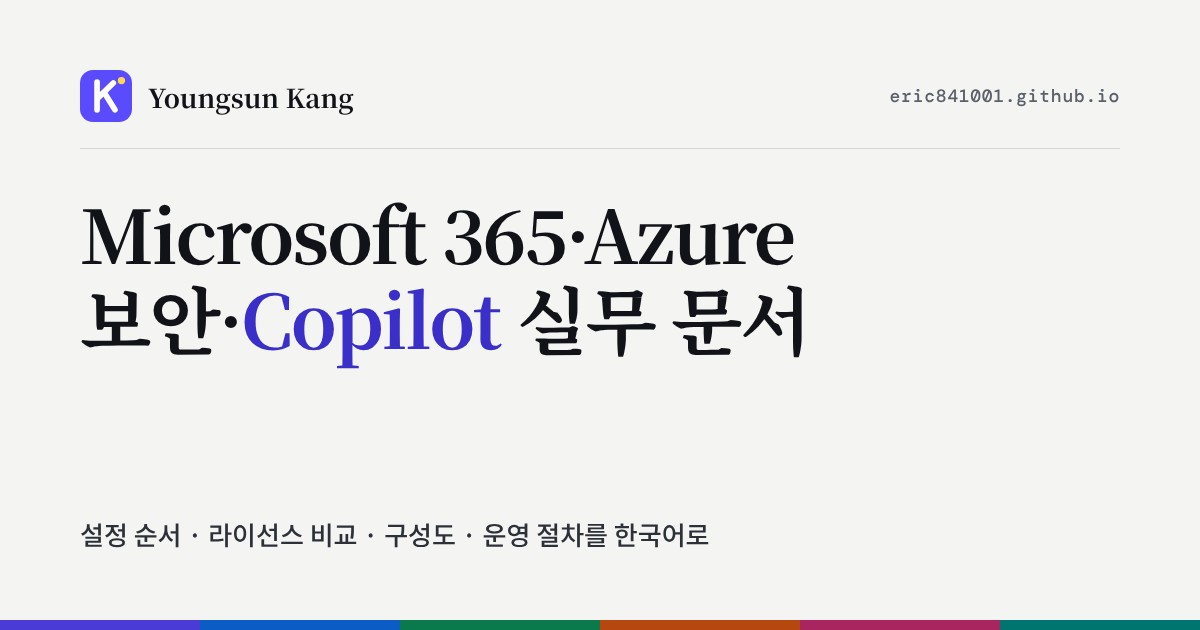 K
Youngsun Kang
eric841001.github.io
Microsoft 365·Azure
보안·Copilot 실무 문서
설정 순서 · 라이선스 비교 · 구성도 · 운영 절차를 한국어로